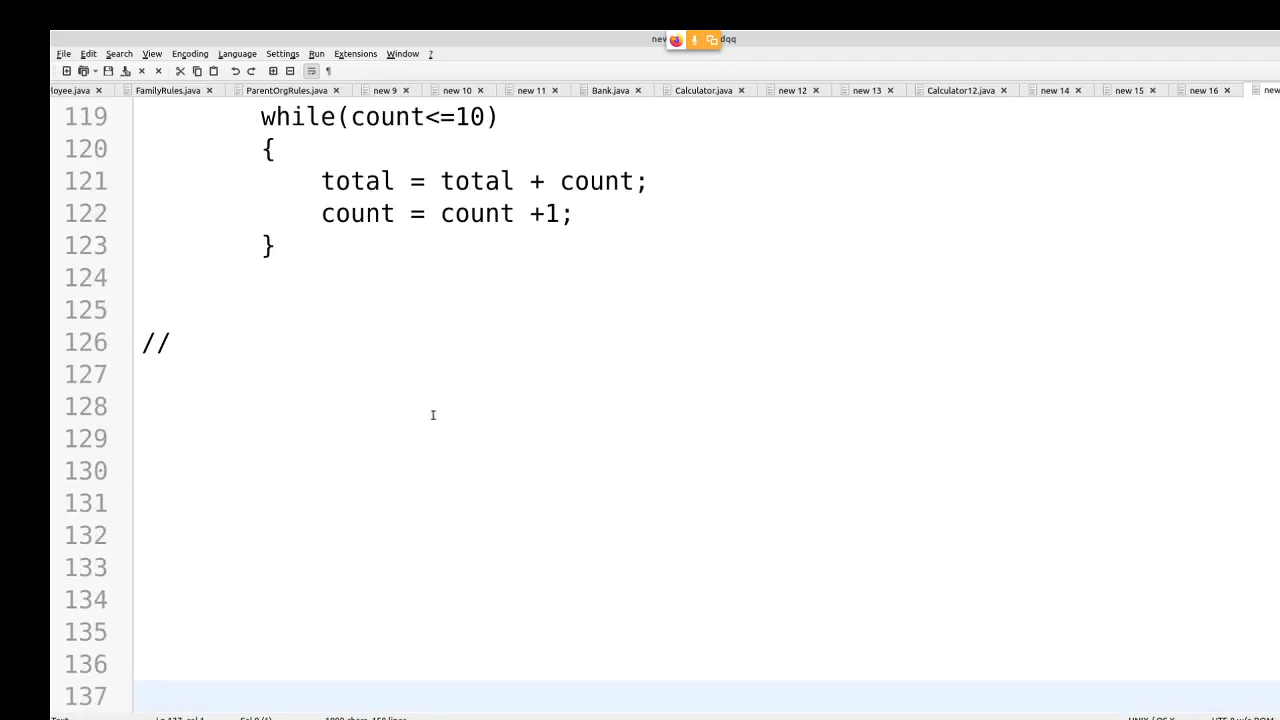 new dqq
File Edit Search View Encoding Language Settings Run Extensions Window ?
loyee.java FamilyRules.java ParentOrgRules.java new 9 new 10 new 11 Bank.java Calculator.java new 12 new 13 Calculator12.java new 14 new 15 new 16 new
119 while(count<=10)
120 {
121 total = total + count;
122 count = count +1;
123 }
124
125
126 //
127
128
129
130
131
132
133
134
135
136
137